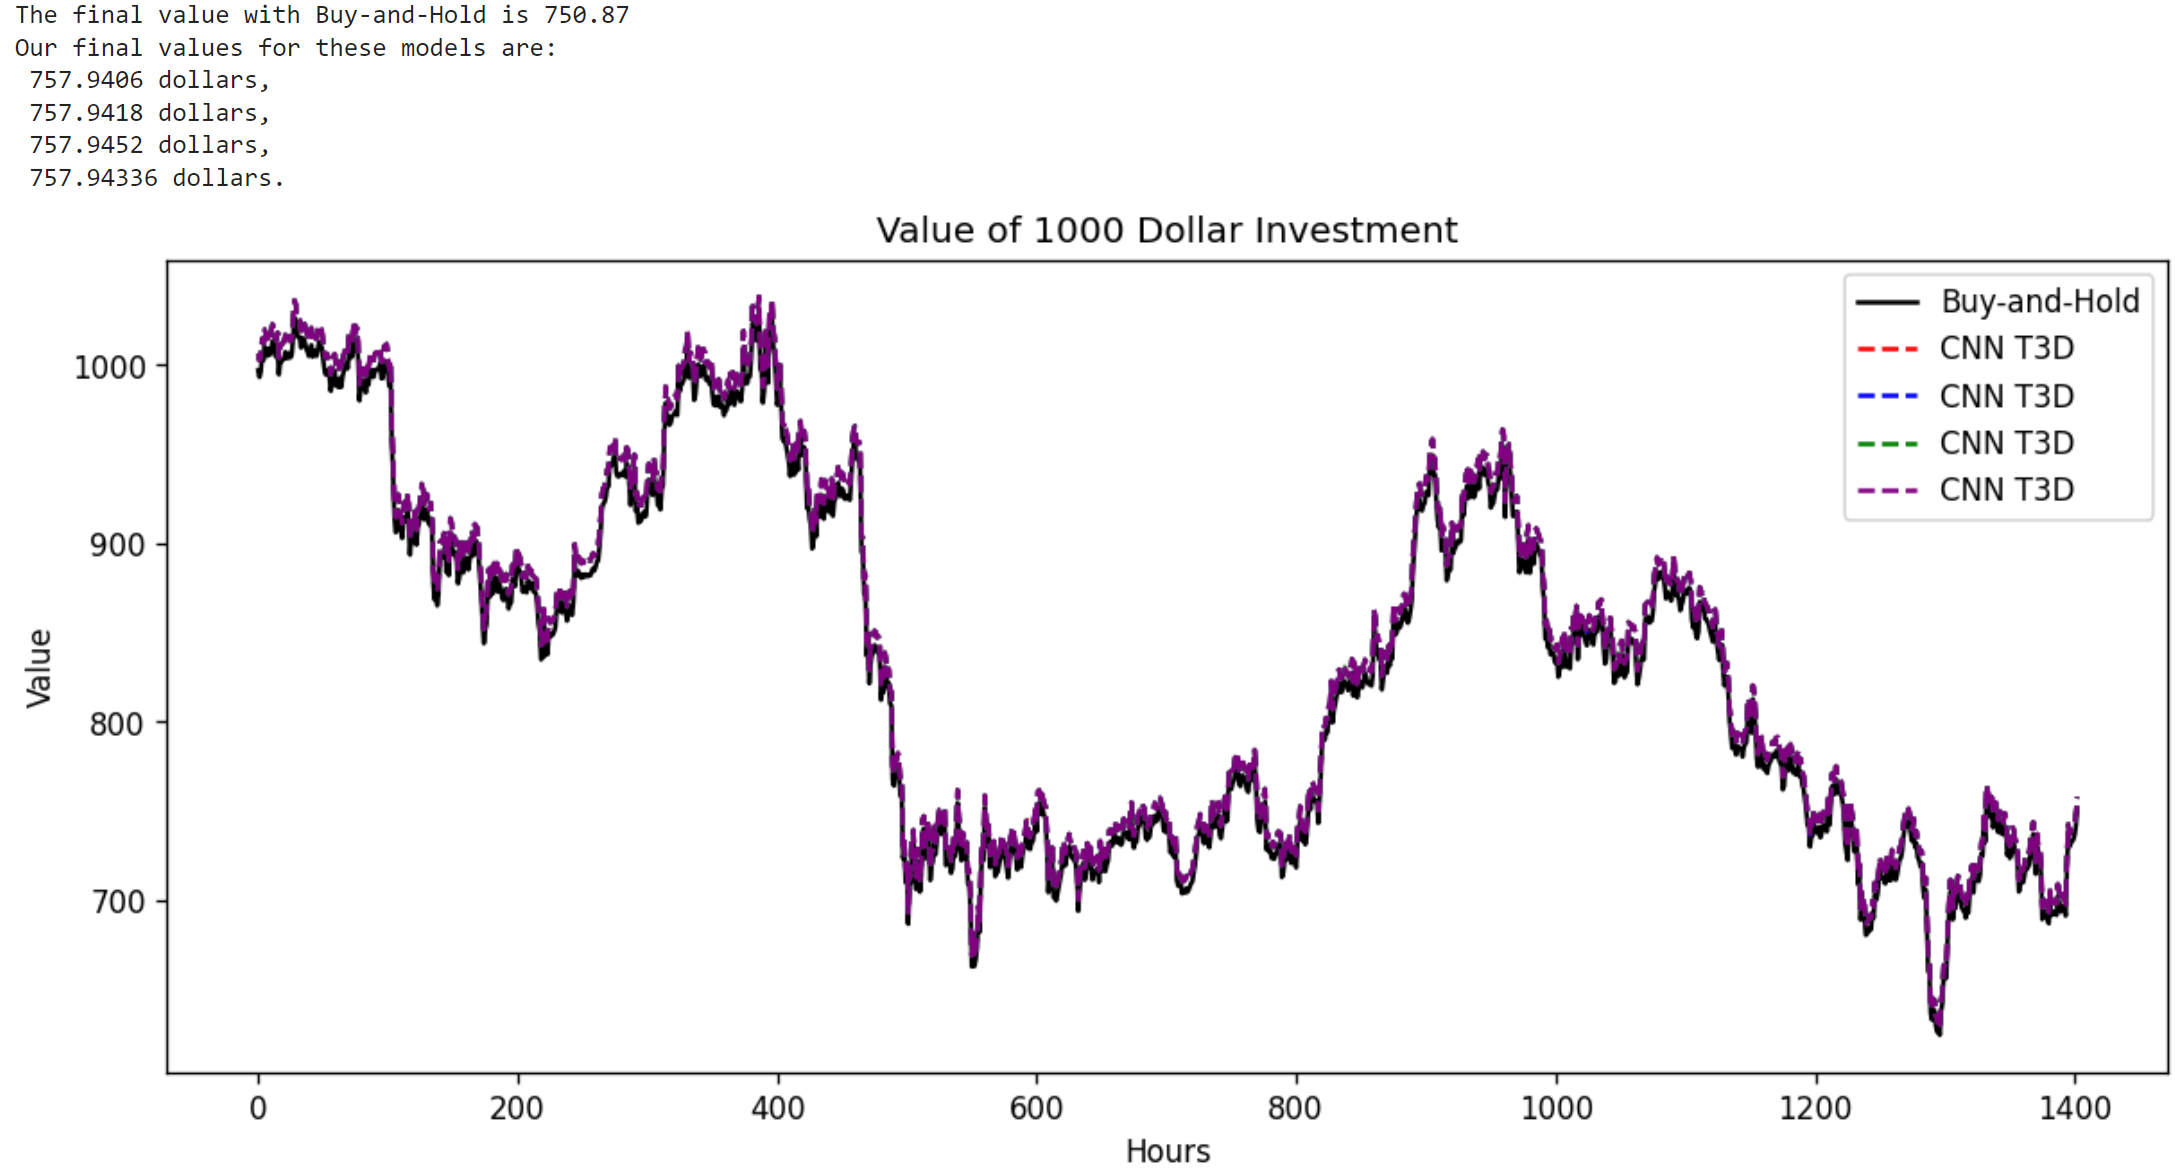 The final value with Buy-and-Hold is 750.87
Our final values for these models are:
757.9406 dollars,
757.9418 dollars,
757.9452 dollars,
757.94336 dollars.
Value of 1000 Dollar Investment
Buy-and-Hold
CNN T3D
CNN T3D
CNN T3D
CNN T3D
1000
900
800
700
Value
0 200 400 600 800 1000 1200 1400
Hours